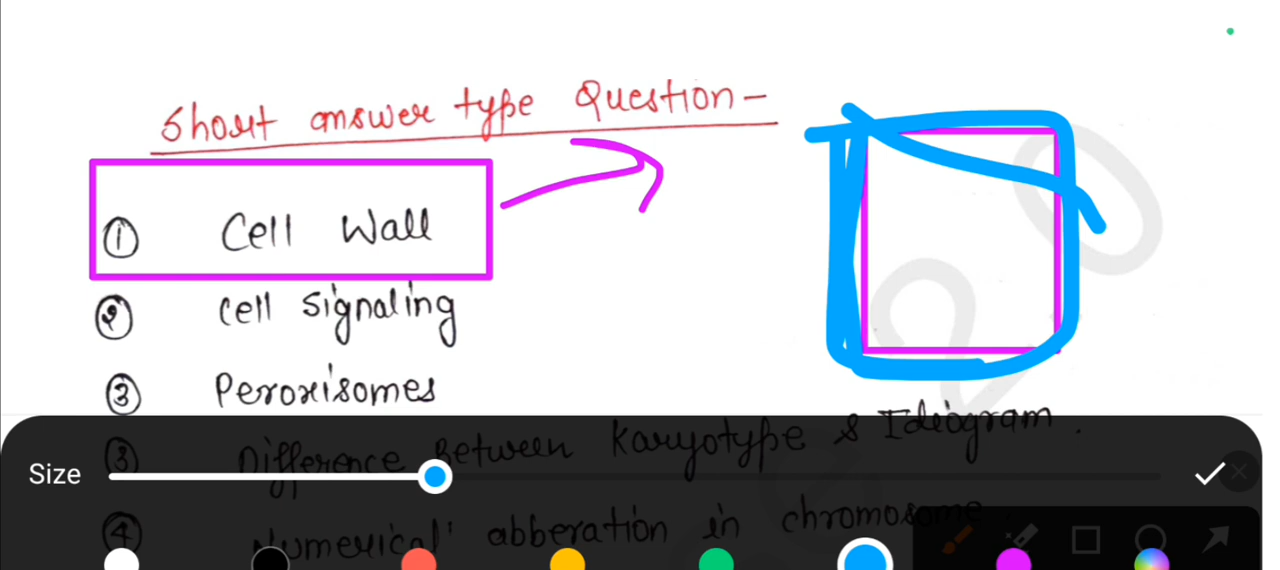 Short answer type Question -
① Cell Wall
② Cell Signaling
③ Peroxisomes
③ Difference Between Karyotype & Ideogram.
④ Numerical abberation in chromosome
Size